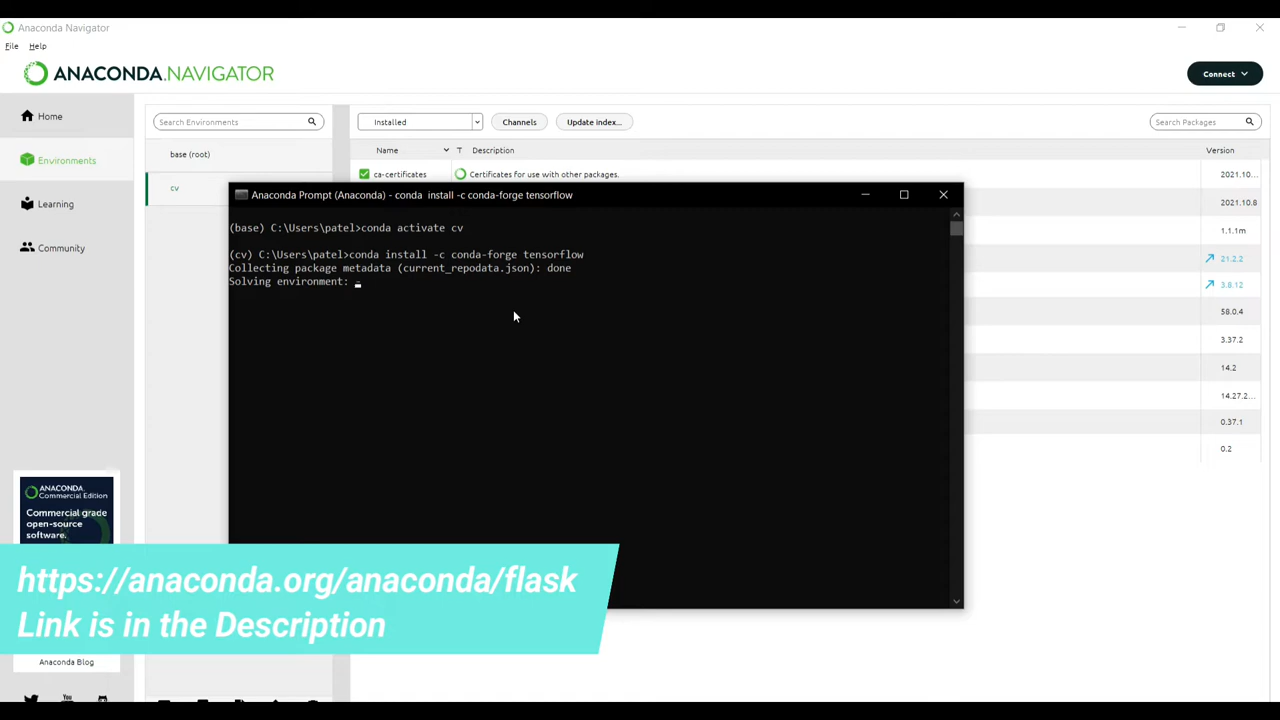 Anaconda Navigator
File Help
ANACONDA.NAVIGATOR
Connect
Home
Environments
Learning
Community
Search Environments
base (root)
cv
Installed
Channels
Update index...
Search Packages
Name
T
Description
Version
ca-certificates
Certificates for use with other packages.
2021.10...
2021.10.8
1.1.1m
21.2.2
3.8.12
58.0.4
3.37.2
14.2
14.27.2...
0.37.1
0.2
Anaconda Prompt (Anaconda) - conda install -c conda-forge tensorflow
(base) C:\Users\patel>conda activate cv
(cv) C:\Users\patel>conda install -c conda-forge tensorflow
Collecting package metadata (current_repodata.json): done
Solving environment: -
ANACONDA.
Commercial Edition
Commercial grade
open-source
software.
https://anaconda.org/anaconda/flask
Link is in the Description
Anaconda Blog